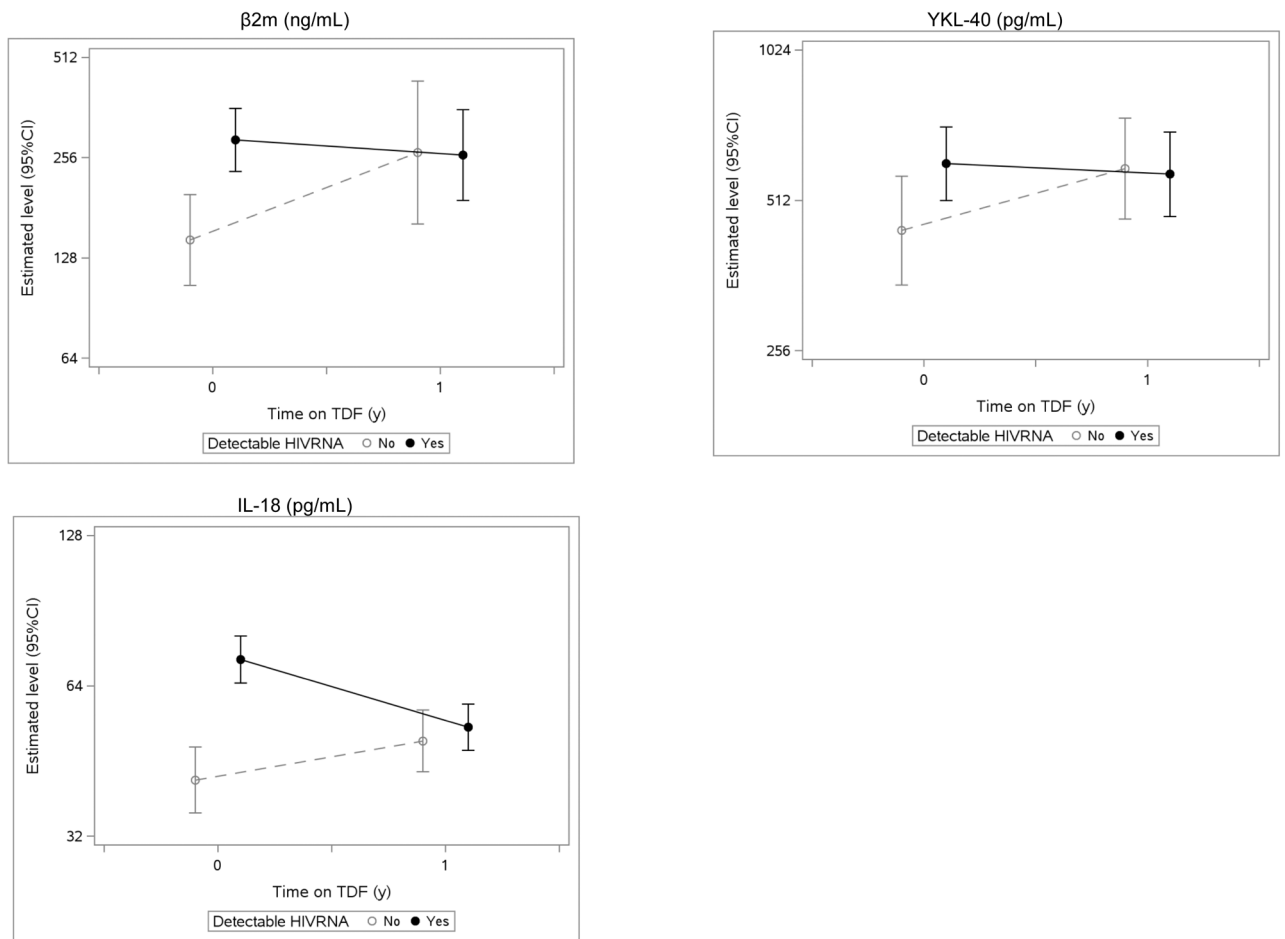 β2m (ng/mL)
512
256
128
64
Estimated level (95%CI)
0 1
Time on TDF (y)
Detectable HIVRNA No Yes
YKL-40 (pg/mL)
1024
512
256
Estimated level (95%CI)
0 1
Time on TDF (y)
Detectable HIVRNA No Yes
IL-18 (pg/mL)
128
64
32
Estimated level (95%CI)
0 1
Time on TDF (y)
Detectable HIVRNA No Yes